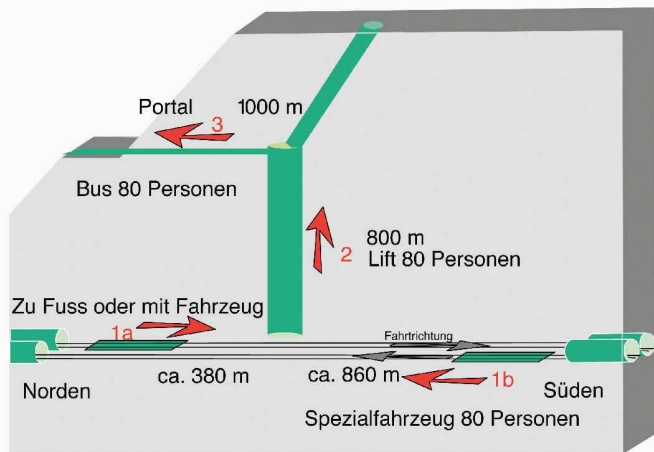 Portal
1000 m
3
Bus 80 Personen
2
800 m
Lift 80 Personen
Zu Fuss oder mit Fahrzeug
1a
Fahrtrichtung
ca. 380 m
ca. 860 m
1b
Norden
Süden
Spezialfahrzeug 80 Personen